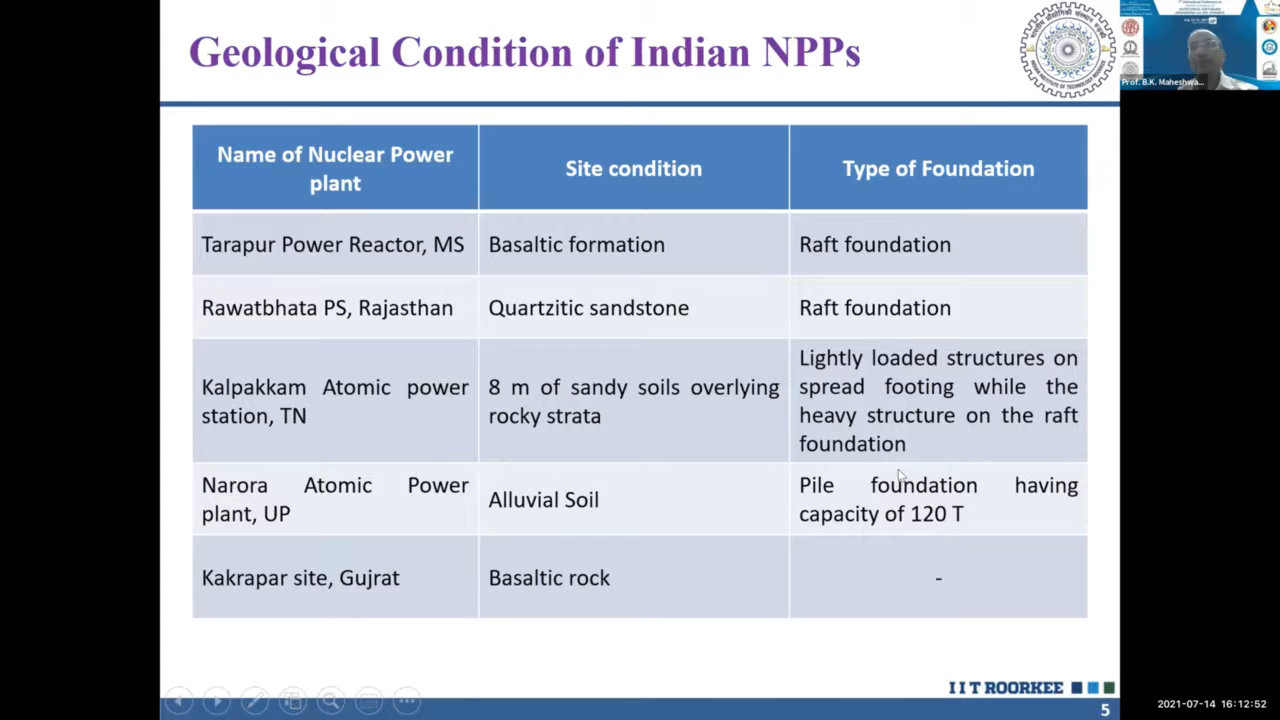 Geological Condition of Indian NPPs
Prof. B.K. Maheshwa...
Name of Nuclear Power
plant
Site condition
Type of Foundation
Tarapur Power Reactor, MS
Basaltic formation
Raft foundation
Rawatbhata PS, Rajasthan
Quartzitic sandstone
Raft foundation
Kalpakkam Atomic power
station, TN
8 m of sandy soils overlying
rocky strata
Lightly loaded structures on
spread footing while the
heavy structure on the raft
foundation
Narora Atomic Power
plant, UP
Alluvial Soil
Pile foundation having
capacity of 120 T
Kakrapar site, Gujrat
Basaltic rock
-
I I T ROORKEE
5
2021-07-14 16:12:52